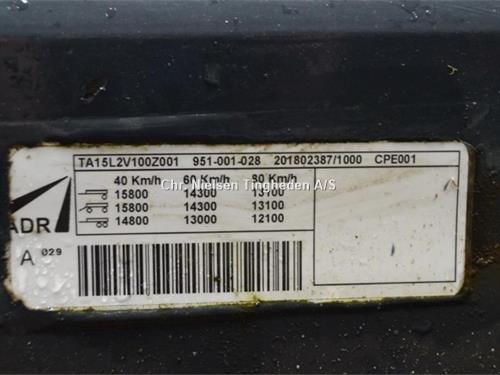 TA15L2V100Z001 951-001-028 201802387/1000 CPE001
40 Km/h 60 Km/h 80 Km/h
Chr. Nielsen Tingheden A/S
15800 14300 13100
15800 14300 13100
14800 13000 12100
ADR
A 029